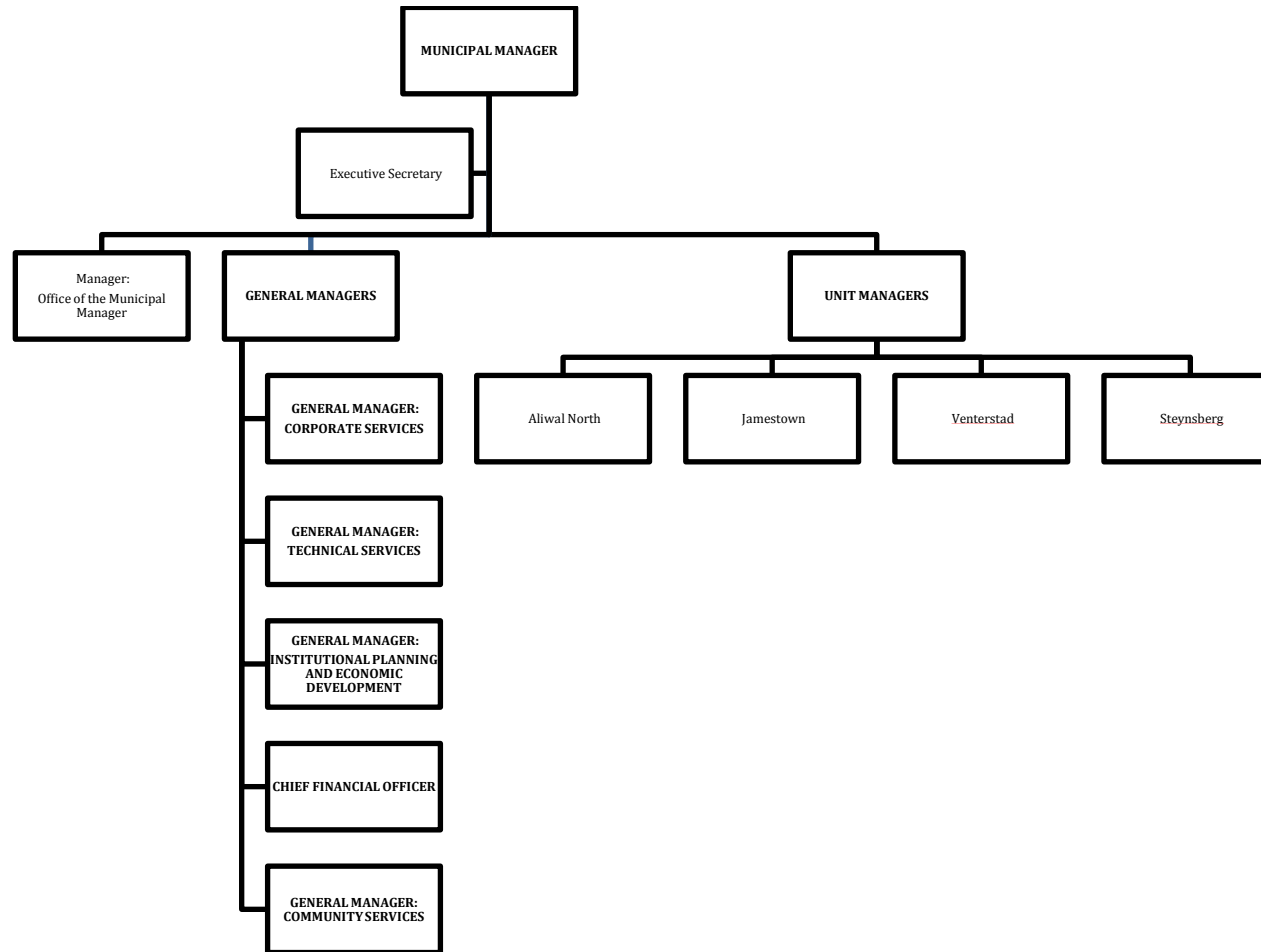 MUNICIPAL MANAGER
Executive Secretary
Manager:
Office of the Municipal
Manager
GENERAL MANAGERS
UNIT MANAGERS
GENERAL MANAGER:
CORPORATE SERVICES
Aliwal North
Jamestown
Venterstad
Steynsberg
GENERAL MANAGER:
TECHNICAL SERVICES
GENERAL MANAGER:
INSTITUTIONAL PLANNING
AND ECONOMIC
DEVELOPMENT
CHIEF FINANCIAL OFFICER
GENERAL MANAGER:
COMMUNITY SERVICES